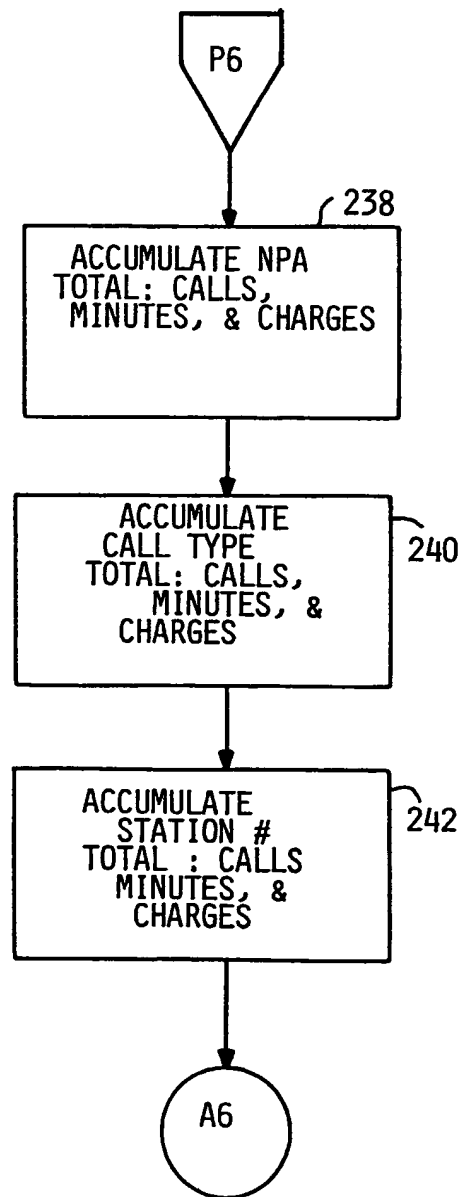 P6
238
ACCUMULATE NPA
TOTAL: CALLS,
MINUTES, & CHARGES
ACCUMULATE
CALL TYPE
TOTAL: CALLS,
MINUTES, &
CHARGES
240
ACCUMULATE
STATION #
TOTAL : CALLS
MINUTES, &
CHARGES
242
A6